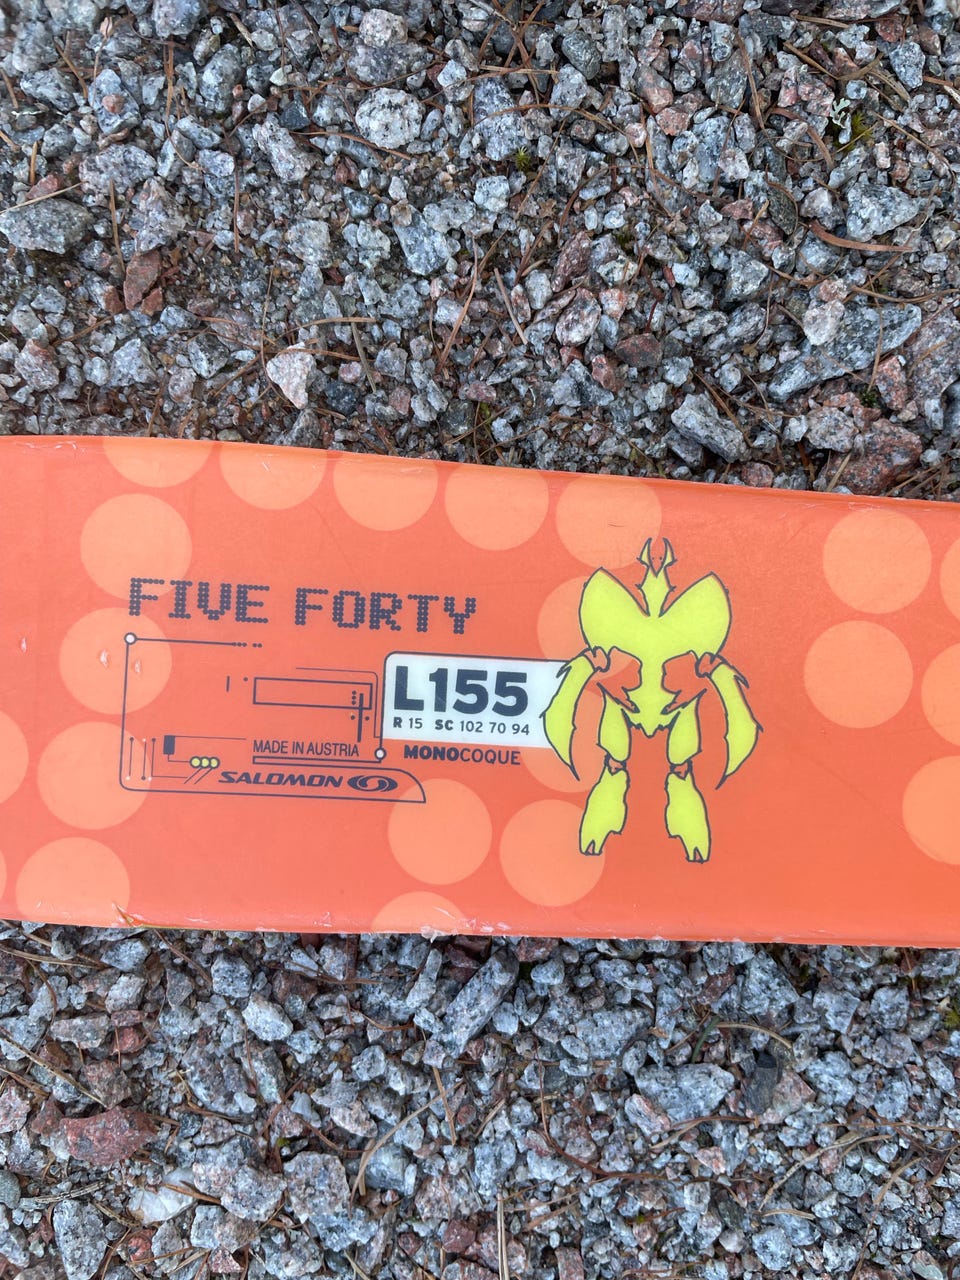 FIVE FORTY
L155
R 15 SC 102 70 94
MONOCOQUE
MADE IN AUSTRIA
SALOMON